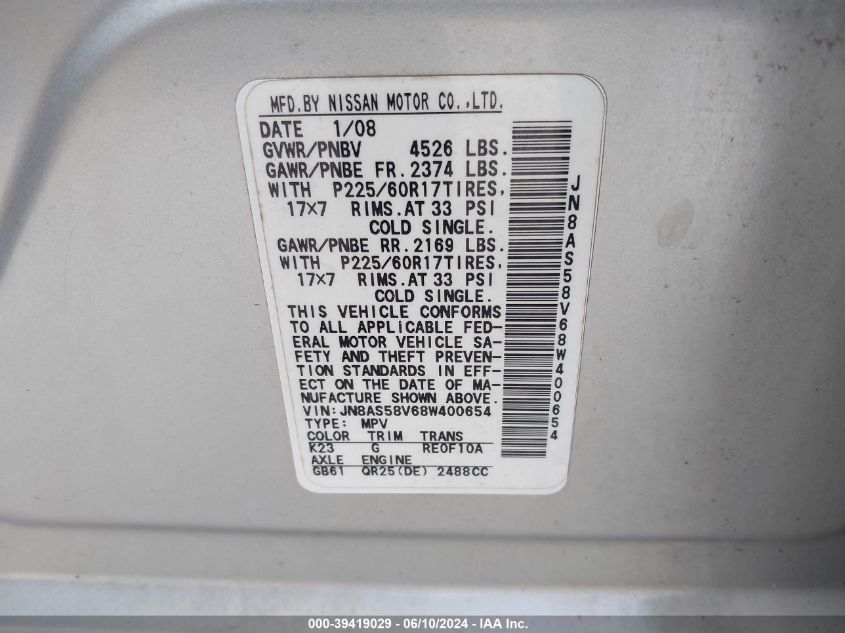 MFD.BY NISSAN MOTOR CO.,LTD.
DATE 1/08
GVWR/PNBV 4526 LBS.
GAWR/PNBE FR. 2374 LBS.
WITH P225/60R17TIRES,
17X7 RIMS.AT 33 PSI
COLD SINGLE.
GAWR/PNBE RR. 2169 LBS.
WITH P225/60R17TIRES,
17X7 RIMS.AT 33 PSI
COLD SINGLE.
THIS VEHICLE CONFORMS
TO ALL APPLICABLE FED-
ERAL MOTOR VEHICLE SA-
FETY AND THEFT PREVEN-
TION STANDARDS IN EFF-
ECT ON THE DATE OF MA-
NUFACTURE SHOWN ABOVE.
VIN:JN8AS58V68W400654
TYPE: MPV
COLOR TRIM TRANS
K23 G RE0F10A
AXLE ENGINE
GB61 QR25(DE) 2488CC
JN8AS58V68W400654
000-39419029 - 06/10/2024 - IAA Inc.